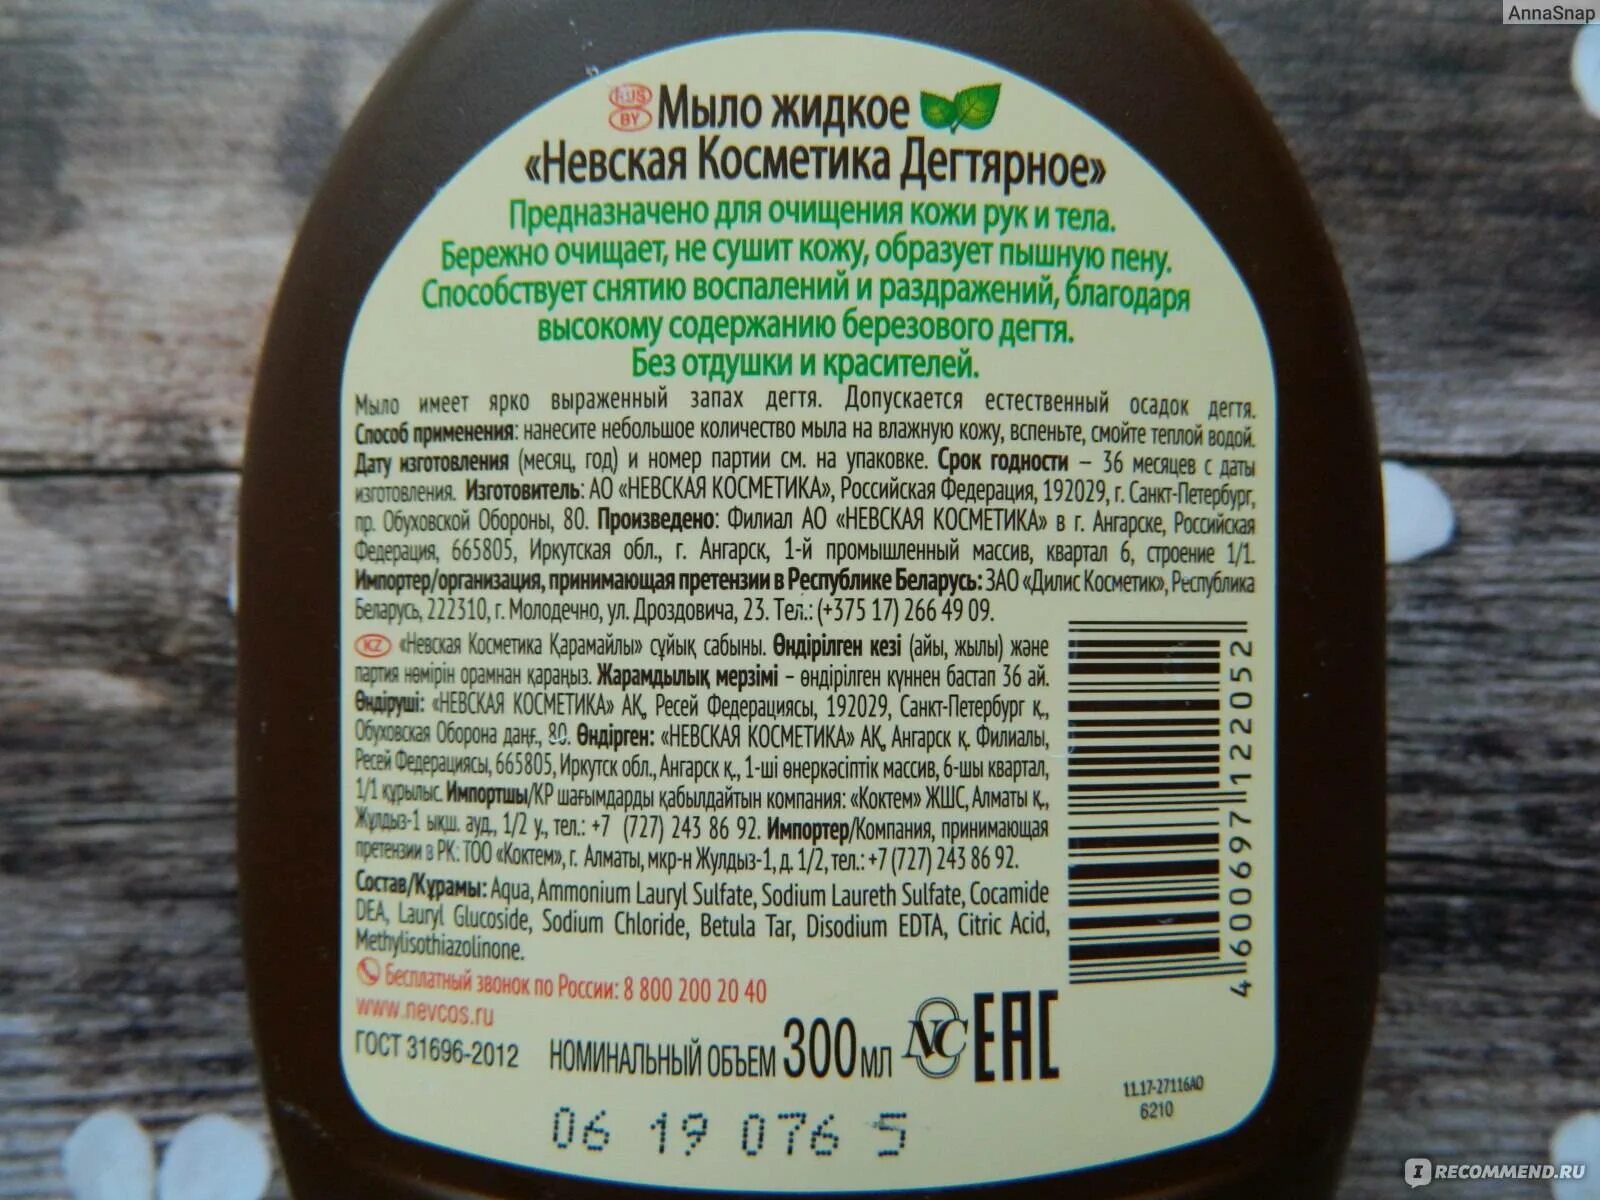 AnnaSnap
RUS Мыло жидкое
BY
«Невская Косметика Дегтярное»
Предназначено для очищения кожи рук и тела.
Бережно очищает, не сушит кожу, образует пышную пену.
Способствует снятию воспалений и раздражений, благодаря
высокому содержанию березового дегтя.
Без отдушки и красителей.
Мыло имеет ярко выраженный запах дегтя. Допускается естественный осадок дегтя.
Способ применения: нанесите небольшое количество мыла на влажную кожу, вспеньте, смойте теплой водой.
Дату изготовления (месяц, год) и номер партии см. на упаковке. Срок годности – 36 месяцев с даты
изготовления. Изготовитель: АО «НЕВСКАЯ КОСМЕТИКА», Российская Федерация, 192029, г. Санкт-Петербург,
пр. Обуховской Обороны, 80. Произведено: Филиал АО «НЕВСКАЯ КОСМЕТИКА» в г. Ангарске, Российская
Федерация, 665805, Иркутская обл., г. Ангарск, 1-й промышленный массив, квартал 6, строение 1/1.
Импортер/организация, принимающая претензии в Республике Беларусь: ЗАО «Дилис Косметик», Республика
Беларусь, 222310, г. Молодечно, ул. Дроздовича, 23. Тел.: (+375 17) 266 49 09.
KZ «Невская Косметика Қарамайлы» сұйық сабыны. Өндірілген кезі (айы, жылы) және
партия нөмірін орамнан қараңыз. Жарамдылық мерзімі – өндірілген күннен бастап 36 ай.
Өндіруші: «НЕВСКАЯ КОСМЕТИКА» АҚ, Ресей Федерациясы, 192029, Санкт-Петербург қ.,
Обуховская Оборона даңғ., 80. Өндірген: «НЕВСКАЯ КОСМЕТИКА» АҚ, Ангарск қ. Филиалы,
Ресей Федерациясы, 665805, Иркутск обл., Ангарск қ., 1-ші өнеркәсіптік массив, 6-шы квартал,
1/1 құрылыс. Импортшы/ҚР шағымдарды қабылдайтын компания: «Коктем» ЖШС, Алматы қ.,
Жұлдыз-1 ықш. ауд., 1/2 ү., тел.: +7 (727) 243 86 92. Импортер/Компания, принимающая
претензии в РК: ТОО «Коктем», г. Алматы, мкр-н Жулдыз-1, д. 1/2, тел.: +7 (727) 243 86 92.
Состав/Құрамы: Aqua, Ammonium Lauryl Sulfate, Sodium Laureth Sulfate, Cocamide
DEA, Lauryl Glucoside, Sodium Chloride, Betula Tar, Disodium EDTA, Citric Acid,
Methylisothiazolinone.
Бесплатный звонок по России: 8 800 200 20 40
www.nevcos.ru
ГОСТ 31696-2012 НОМИНАЛЬНЫЙ ОБЪЕМ 300 мл NC EAC
4 600697 122052
11.17-27116АО
6210
06 19 076 5
IRECOMMEND.RU